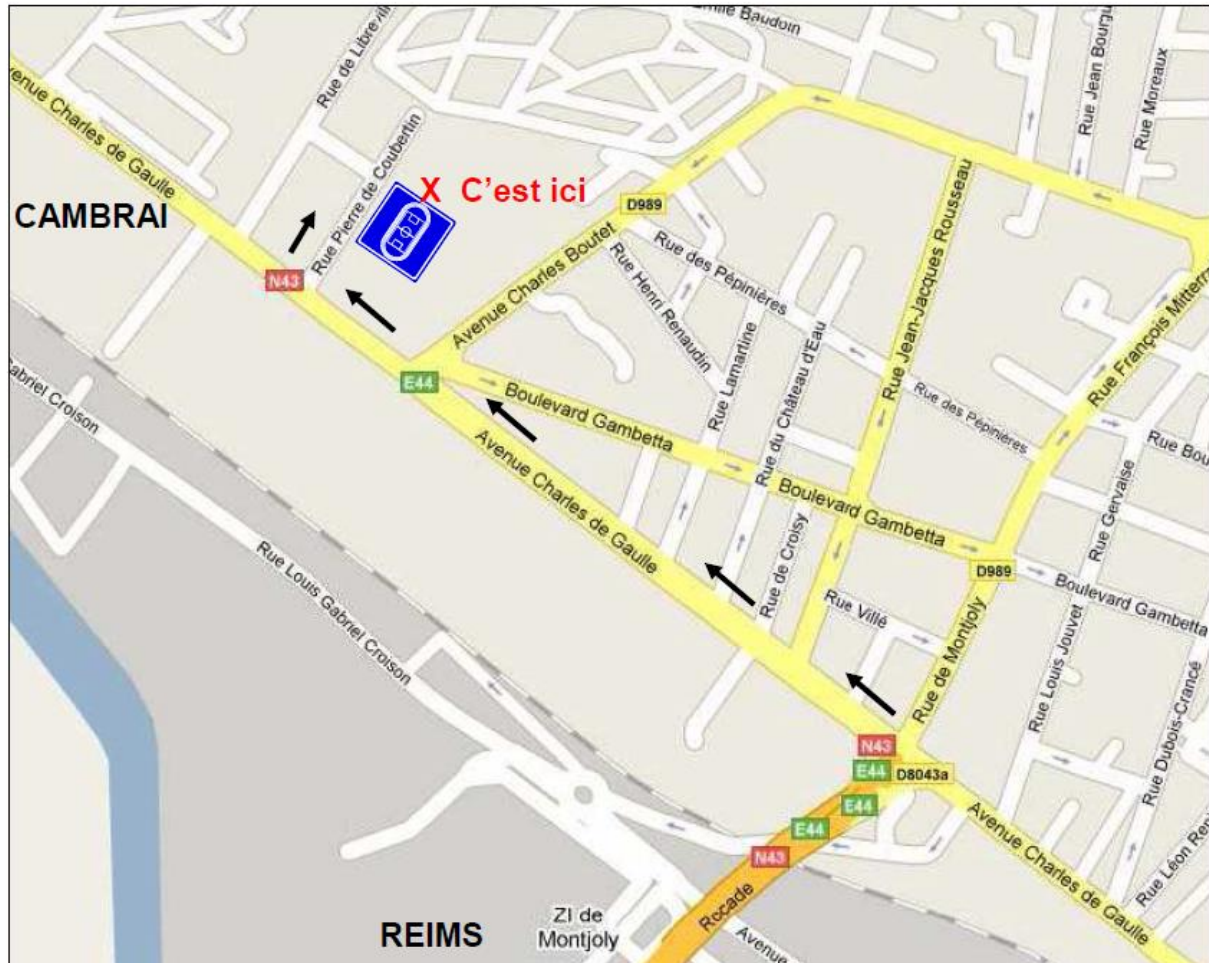 Emilie Baudoin
Rue de Librevil
Rue Jean Bourgu
Rue Moreaux
venue Charles de Gaulle
Rue Pierre de Coubertin
X C'est ici
CAMBRAI
D989
N43
Avenue Charles Boutet
Rue des Pépinières
Rue Henri Renaudin
Rue Jean-Jacques Rousseau
Rue François Mitterr
E44
Boulevard Gambetta
Rue Lamartine
Rue du Château d'Eau
Rue des Pépinières
Rue Bou
Gabriel Croison
Avenue Charles de Gaulle
Boulevard Gambetta
Rue Gervaise
Rue de Croisy
D989
Boulevard Gambetta
Rue Louis Gabriel Croison
Rue Villé
Rue de Montjoly
Rue Louis Jouvet
Rue Dubois-Crancé
N43
E44
D8043a
E44
E44
N43
Avenue Charles de Gaulle
Rue Léon Ren
Rocade
REIMS
ZI de
Montjoly
Avenue